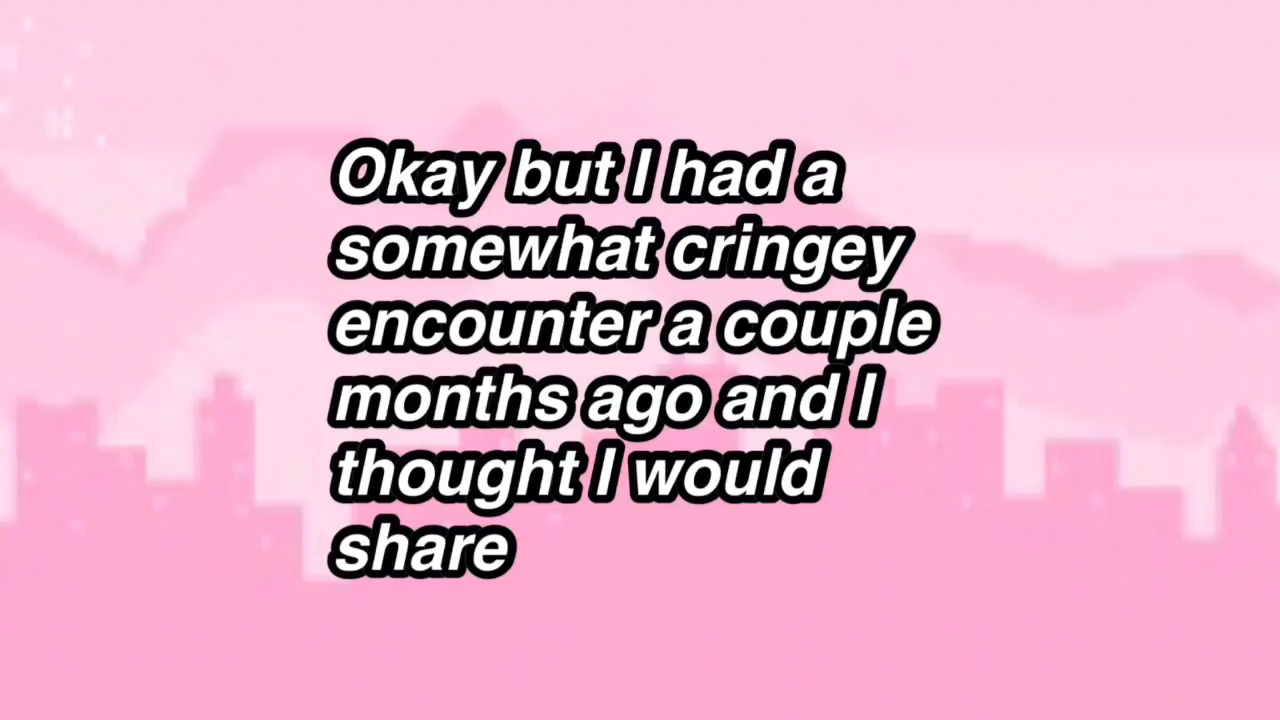 Okay but I had a
somewhat cringey
encounter a couple
months ago and I
thought I would
share